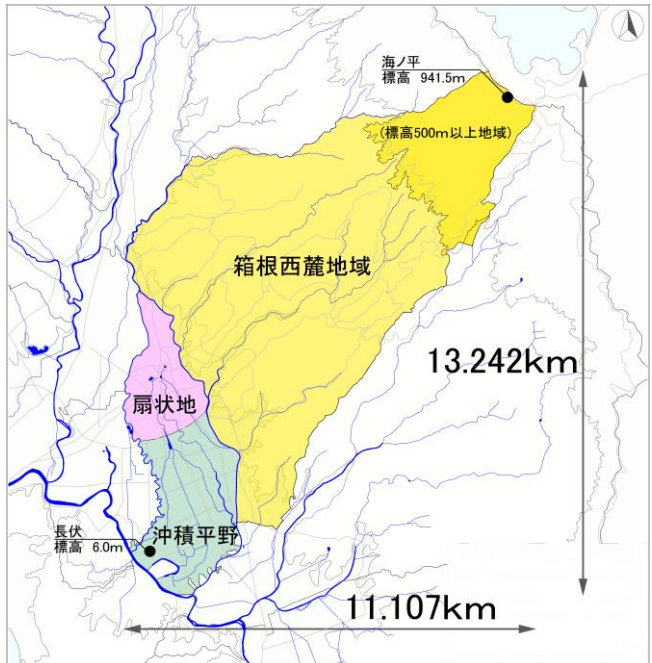 海ノ平
標高 941.5m
(標高500m以上地域)
箱根西麓地域
13.242km
扇状地
長伏
標高 6.0m
沖積平野
11.107km